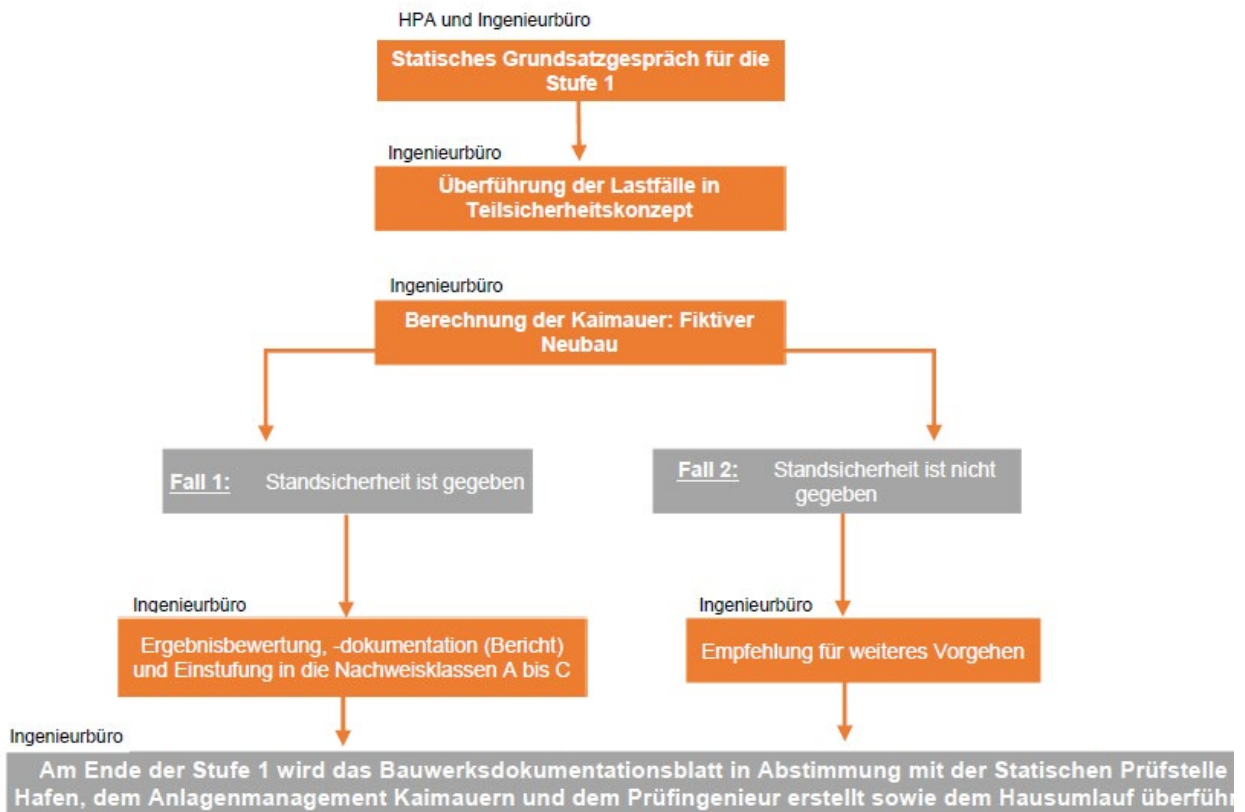 HPA und Ingenieurbüro
Statisches Grundsatzgespräch für die
Stufe 1
Ingenieurbüro
Überführung der Lastfälle in
Teilsicherheitskonzept
Ingenieurbüro
Berechnung der Kaimauer: Fiktiver
Neubau
Fall 1: Standsicherheit ist gegeben
Fall 2: Standsicherheit ist nicht
gegeben
Ingenieurbüro
Ergebnisbewertung, -dokumentation (Bericht)
und Einstufung in die Nachweisklassen A bis C
Ingenieurbüro
Empfehlung für weiteres Vorgehen
Ingenieurbüro
Am Ende der Stufe 1 wird das Bauwerksdokumentationsblatt in Abstimmung mit der Statischen Prüfstelle
Hafen, dem Anlagenmanagement Kaimauern und dem Prüfingenieur erstellt sowie dem Hausumlauf überführ